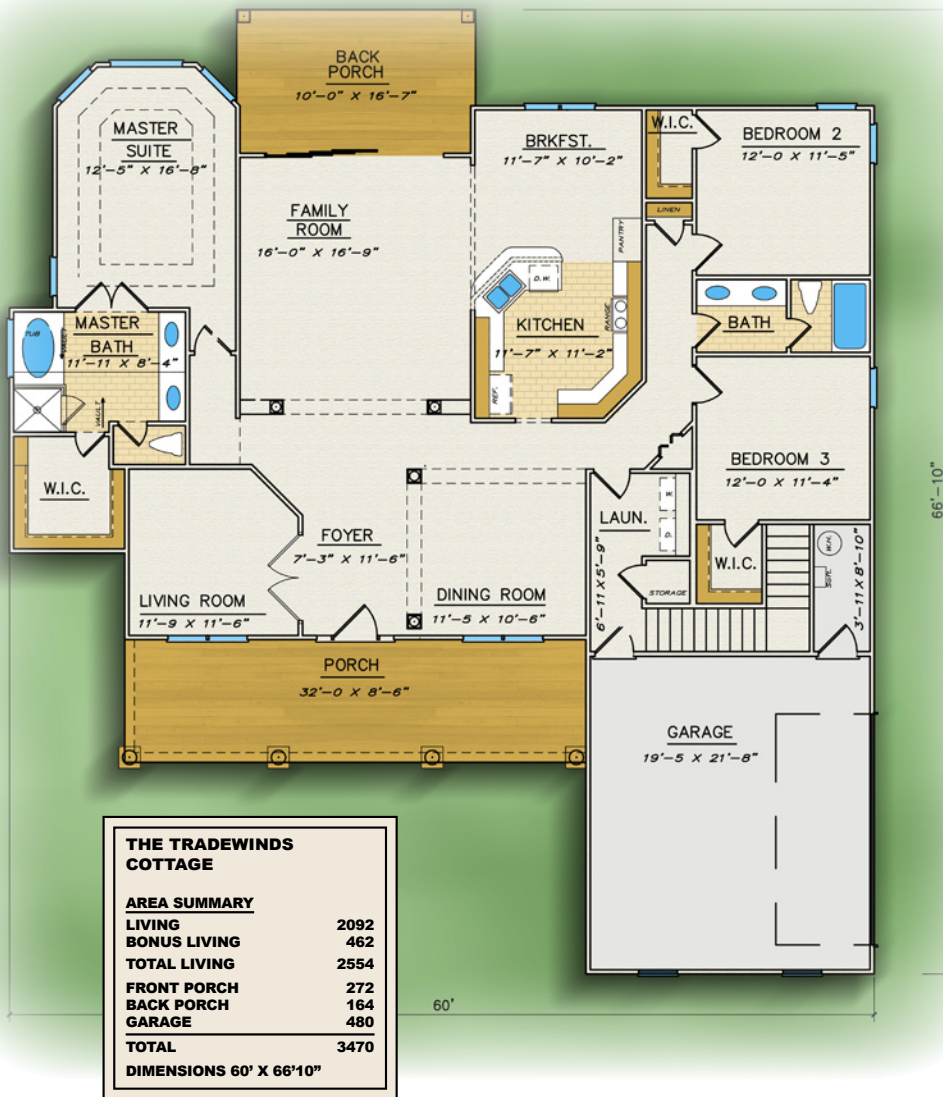 BACK
PORCH
10'-0" X 16'-7"
MASTER
SUITE
12'-5" X 16'-8"
BRKFST.
11'-7" X 10'-2"
W.I.C.
BEDROOM 2
12'-0 X 11'-5"
LINEN
FAMILY
ROOM
16'-0" X 16'-9"
PANTRY
D.W.
RANGE
KITCHEN
11'-7" X 11'-2"
REF.
BATH
TUB
MASTER
BATH
11'-11 X 8'-4"
VAULT
VAULT
W.I.C.
BEDROOM 3
12'-0 X 11'-4"
LAUN.
6'-11 X 5'-9"
W.
D.
STORAGE
W.I.C.
W.H.
3'-11 X 8'-10"
FOYER
7'-3" X 11'-6"
LIVING ROOM
11'-9 X 11'-6"
DINING ROOM
11'-5 X 10'-6"
PORCH
32'-0 X 8'-6"
GARAGE
19'-5 X 21'-8"
66'-10"
60'
THE TRADEWINDS
COTTAGE
AREA SUMMARY
LIVING 2092
BONUS LIVING 462
TOTAL LIVING 2554
FRONT PORCH 272
BACK PORCH 164
GARAGE 480
TOTAL 3470
DIMENSIONS 60' X 66'10"